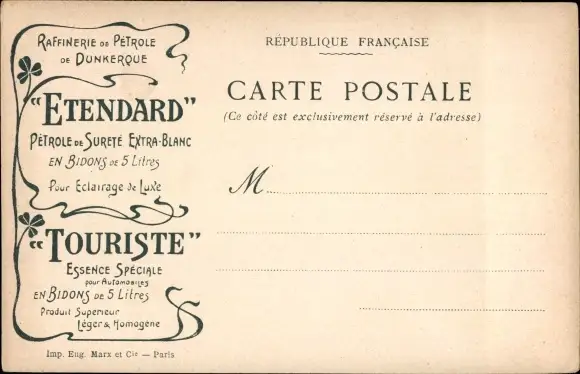 RAFFINERIE DE PÉTROLE
DE DUNKERQUE
"ETENDARD"
PÉTROLE DE SURETÉ EXTRA-BLANC
EN BIDONS DE 5 Litres
Pour Eclairage de Luxe
"TOURISTE"
ESSENCE SPÉCIALE
pour AUTOMOBILES
EN BIDONS DE 5 Litres
Produit Supérieur
Léger & Homogène
Imp. Eug. Marx et Cie — Paris
RÉPUBLIQUE FRANÇAISE
CARTE POSTALE
(Ce côté est exclusivement réservé à l'adresse)
M